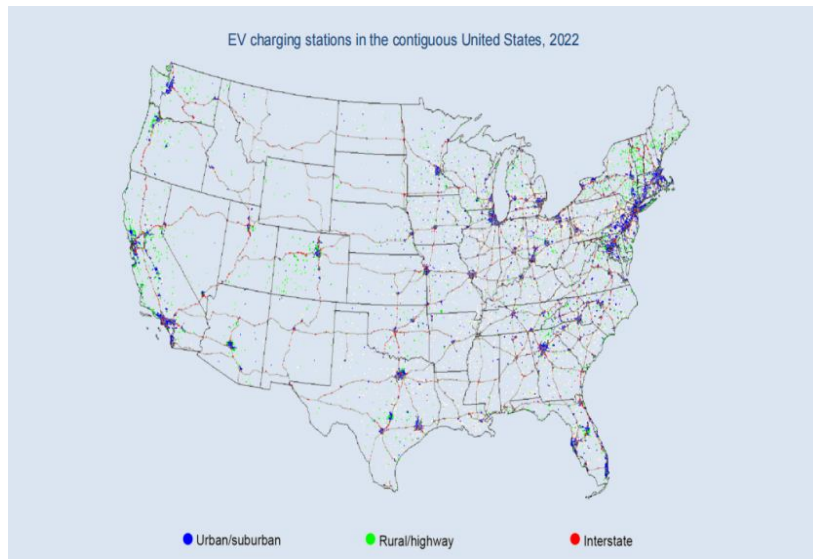 EV charging stations in the contiguous United States, 2022
Urban/suburban
Rural/highway
Interstate